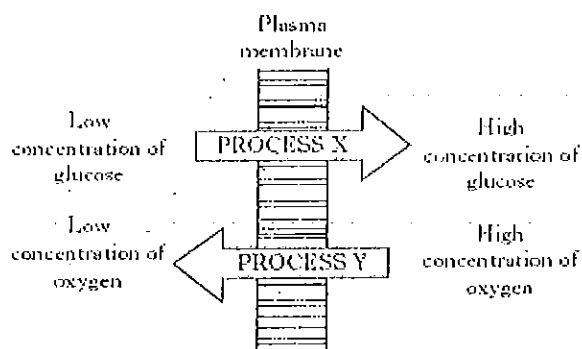 Plasma
membrane
Low
concentration of
glucose
PROCESS X
High
concentration of
glucose
Low
concentration of
oxygen
PROCESS Y
High
concentration of
oxygen